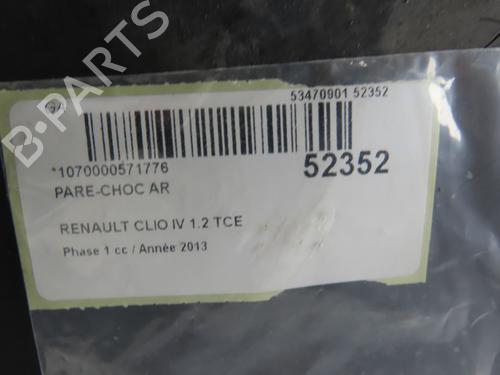 53470901 52352
*1070000571776
52352
PARE-CHOC AR
RENAULT CLIO IV 1.2 TCE
Phase 1 cc / Année 2013
B-PARTS